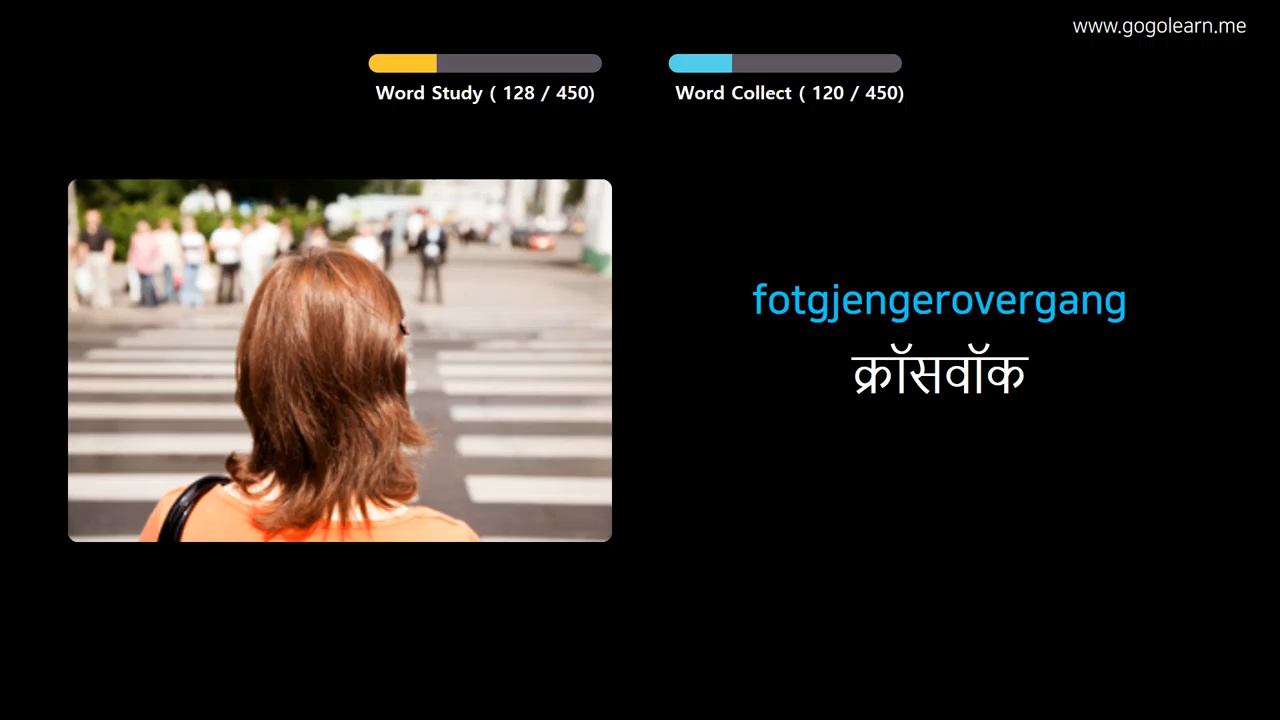 www.gogolearn.me
Word Study ( 128 / 450)
Word Collect ( 120 / 450)
fotgjengerovergang
क्रॉसवॉक